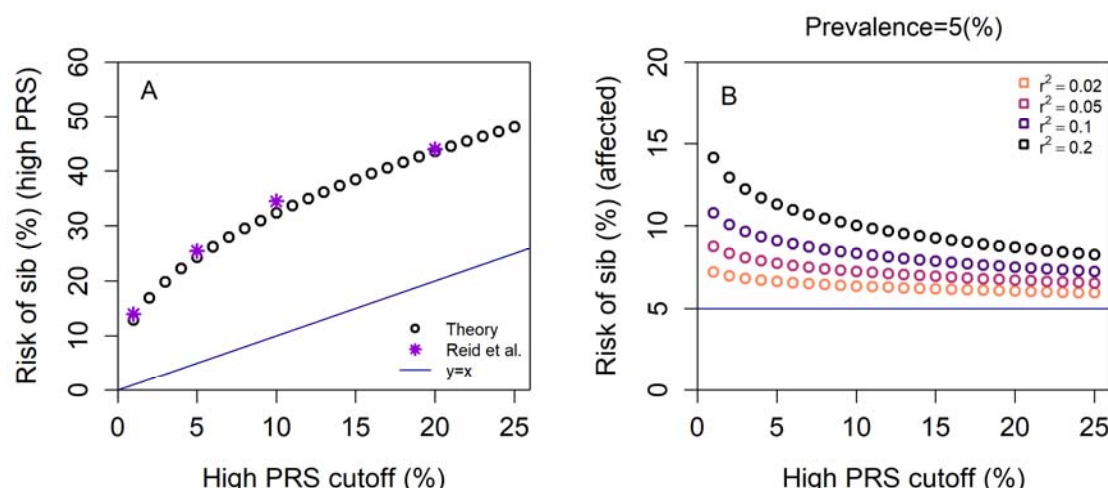 Risk of sib (%) (high PRS)
60
50
40
30
20
10
0
A
Theory
Reid et al.
y=x
0 5 10 15 20 25
High PRS cutoff (%)
Prevalence=5(%)
Risk of sib (%) (affected)
20
15
10
5
0
B
r² = 0.02
r² = 0.05
r² = 0.1
r² = 0.2
0 5 10 15 20 25
High PRS cutoff (%)